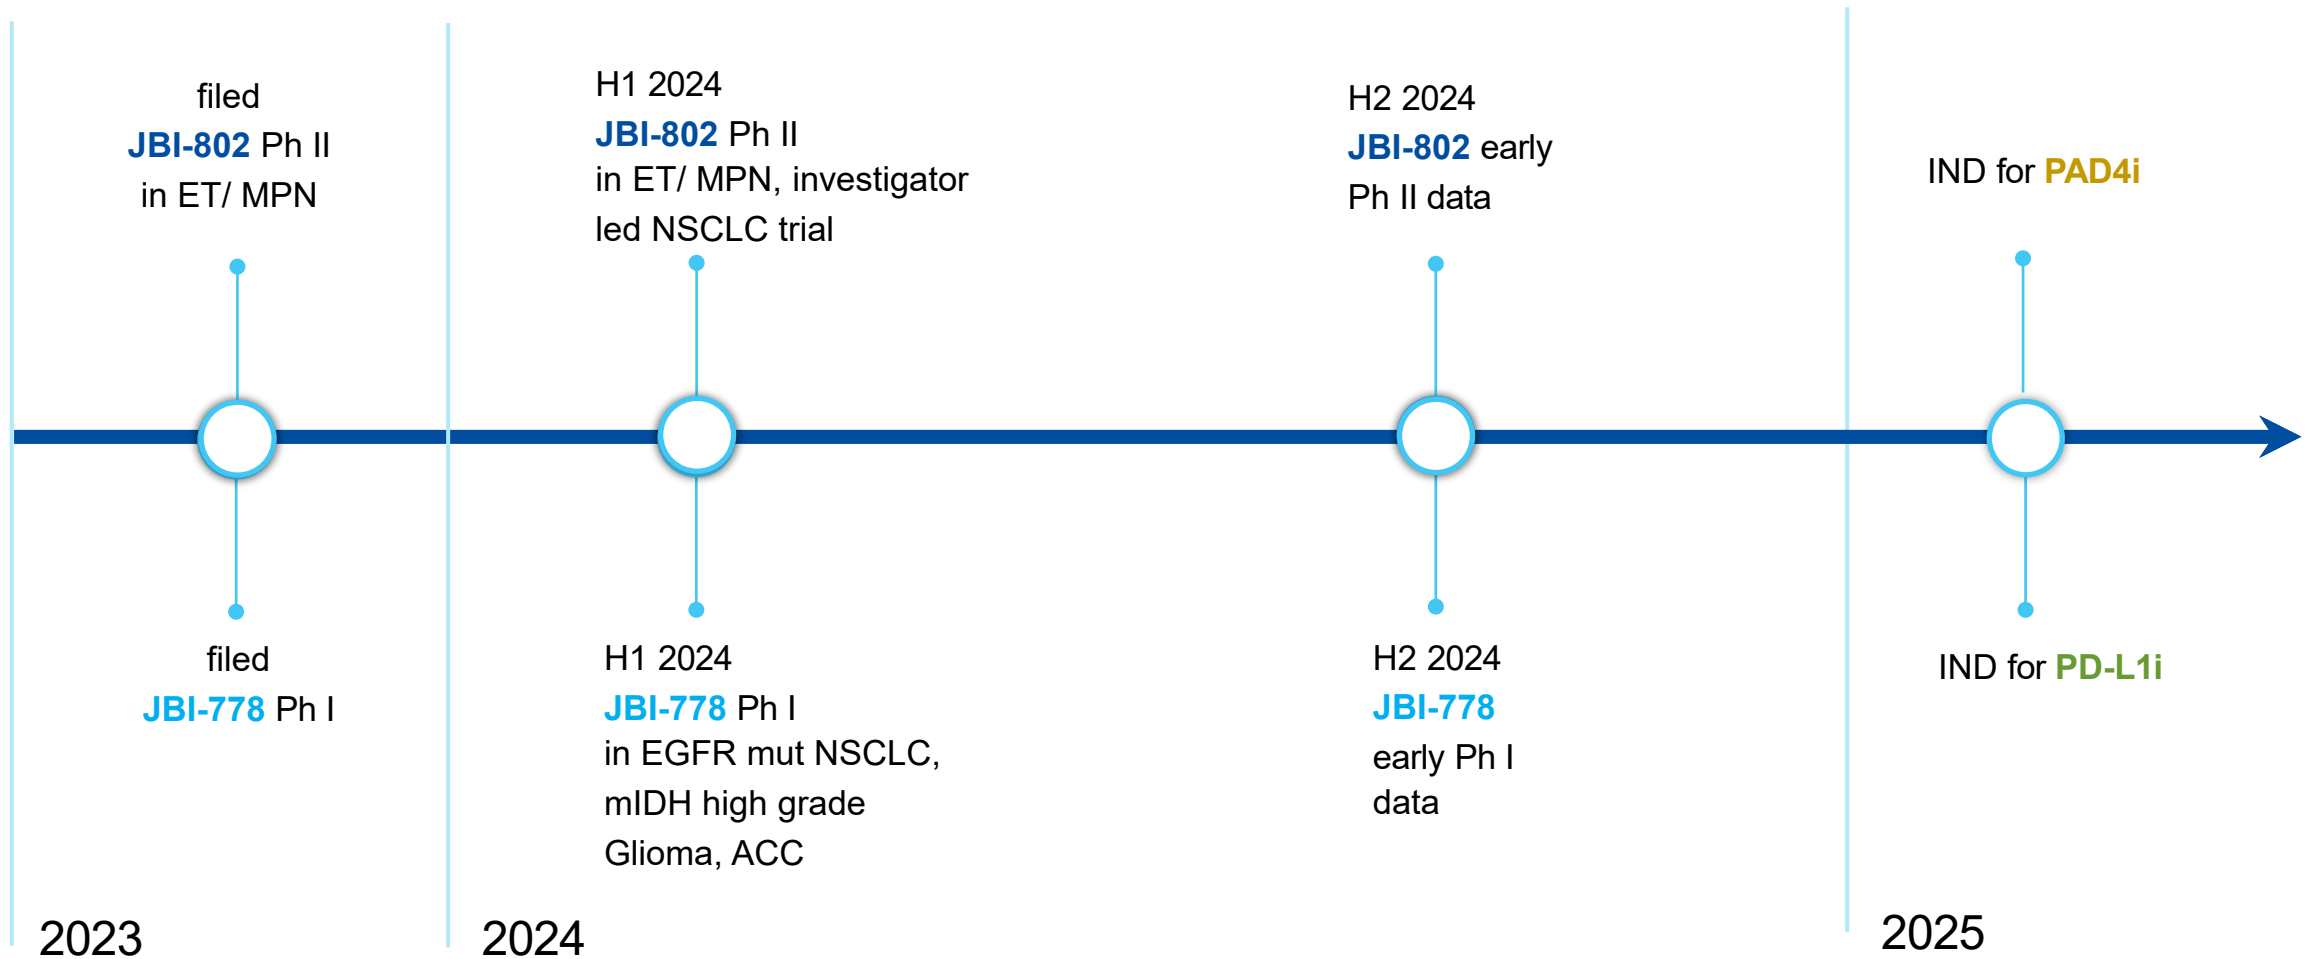 filed
JBI-802 Ph II
in ET/ MPN
H1 2024
JBI-802 Ph II
in ET/ MPN, investigator
led NSCLC trial
H2 2024
JBI-802 early
Ph II data
IND for PAD4i
filed
JBI-778 Ph I
H1 2024
JBI-778 Ph I
in EGFR mut NSCLC,
mIDH high grade
Glioma, ACC
H2 2024
JBI-778
early Ph I
data
IND for PD-L1i
2023
2024
2025